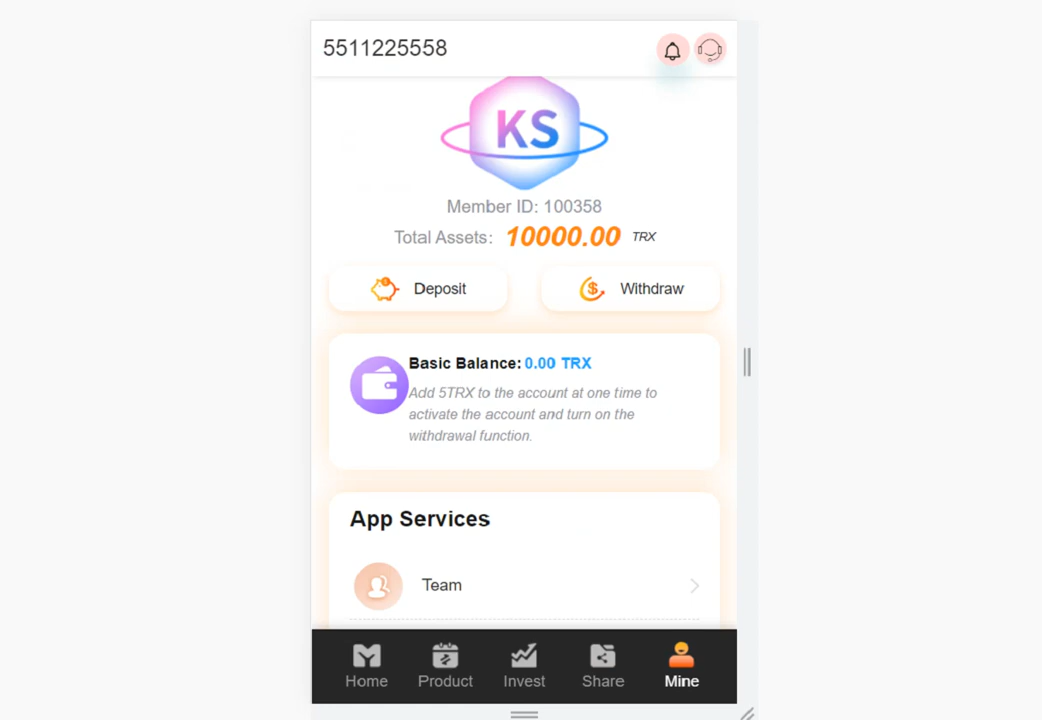 5511225558
KS
Member ID: 100358
Total Assets: 10000.00 TRX
Deposit Withdraw
Basic Balance: 0.00 TRX
Add 5TRX to the account at one time to
activate the account and turn on the
withdrawal function.
App Services
Team
Home Product Invest Share Mine